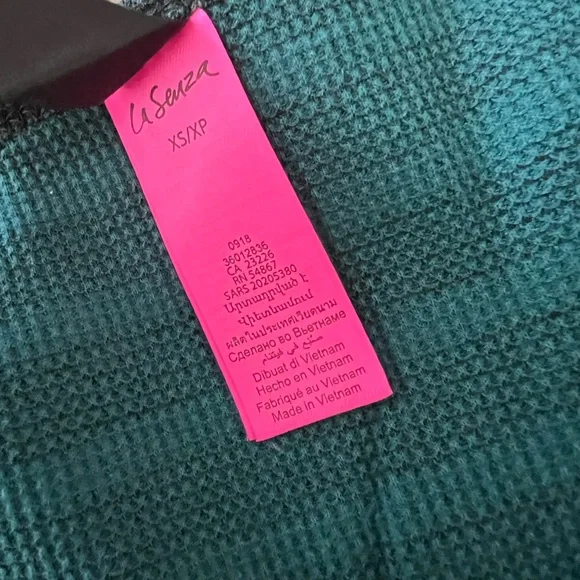 La Senza
XS/XP
0918
36012836
CA 23226
RN 54867
SARS 20205380
Արտադրված է
Վիետնամում
ผลิตในประเทศเวียดนาม
Сделано во Вьетнаме
صنع في فيتنام
Dibuat di Vietnam
Hecho en Vietnam
Fabriqué au Vietnam
Made in Vietnam